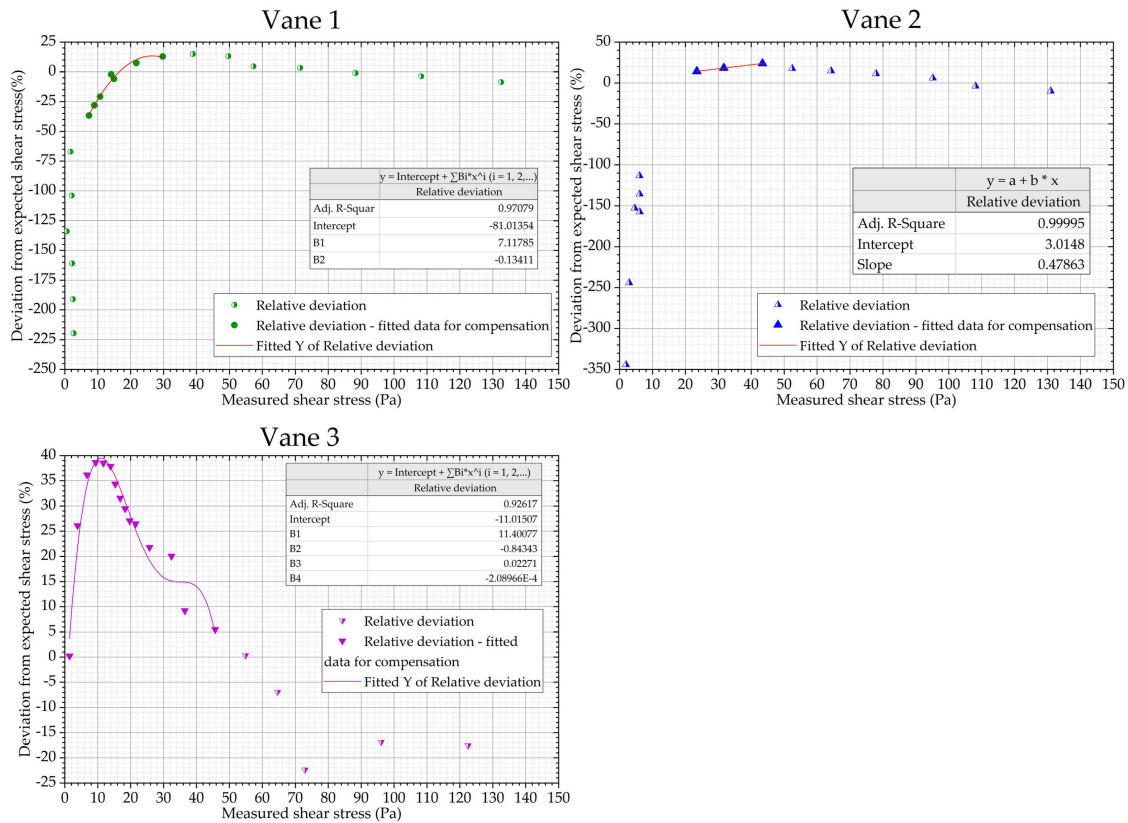 Vane 1
Deviation from expected shear stress(%)
25
0
-25
-50
-75
-100
-125
-150
-175
-200
-225
-250
y = Intercept + ∑Bi*x^i (i = 1, 2,...)
Relative deviation
Adj. R-Squar 0.97079
Intercept -81.01354
B1 7.11785
B2 -0.13411
Relative deviation
Relative deviation - fitted data for compensation
Fitted Y of Relative deviation
0 10 20 30 40 50 60 70 80 90 100 110 120 130 140 150
Measured shear stress (Pa)
Vane 2
Deviation from expected shear stress (%)
50
0
-50
-100
-150
-200
-250
-300
-350
y = a + b * x
Relative deviation
Adj. R-Square 0.99995
Intercept 3.0148
Slope 0.47863
Relative deviation
Relative deviation - fitted data for compensation
Fitted Y of Relative deviation
0 10 20 30 40 50 60 70 80 90 100 110 120 130 140 150
Measured shear stress (Pa)
Vane 3
Deviation from expected shear stress (%)
40
35
30
25
20
15
10
5
0
-5
-10
-15
-20
-25
y = Intercept + ∑Bi*x^i (i = 1, 2,...)
Relative deviation
Adj. R-Square 0.92617
Intercept -11.01507
B1 11.40077
B2 -0.84343
B3 0.02271
B4 -2.08966E-4
Relative deviation
Relative deviation - fitted
data for compensation
Fitted Y of Relative deviation
0 10 20 30 40 50 60 70 80 90 100 110 120 130 140 150
Measured shear stress (Pa)